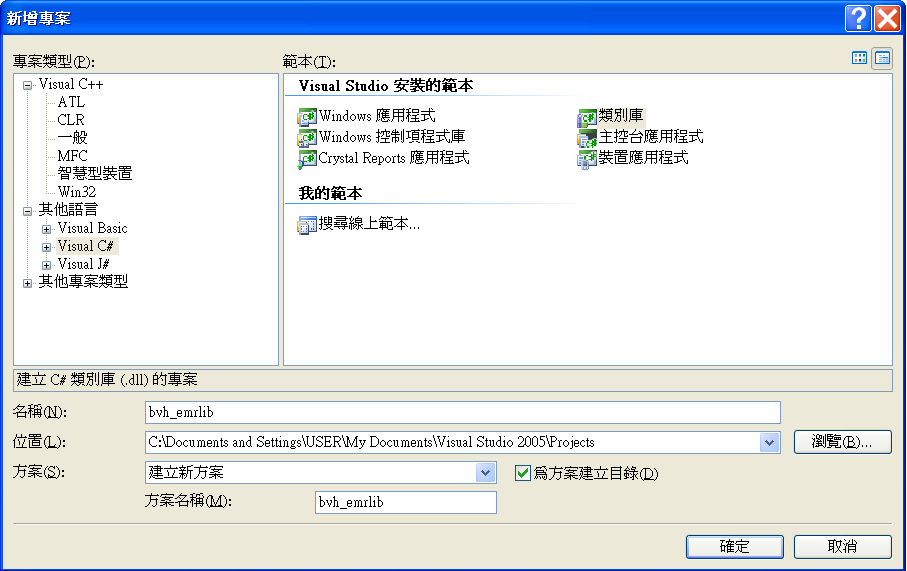 新增專案
專案類型(P):
Visual C++
ATL
CLR
一般
MFC
智慧型裝置
Win32
其他語言
Visual Basic
Visual C#
Visual J#
其他專案類型
範本(T):
Visual Studio 安裝的範本
Windows 應用程式
Windows 控制項程式庫
Crystal Reports 應用程式
類別庫
主控台應用程式
裝置應用程式
我的範本
搜尋線上範本...
建立 C# 類別庫 (.dll) 的專案
名稱(N):
bvh_emrlib
位置(L):
C:\Documents and Settings\USER\My Documents\Visual Studio 2005\Projects
瀏覽(B)...
方案(S):
建立新方案
為方案建立目錄(D)
方案名稱(M):
bvh_emrlib
確定
取消